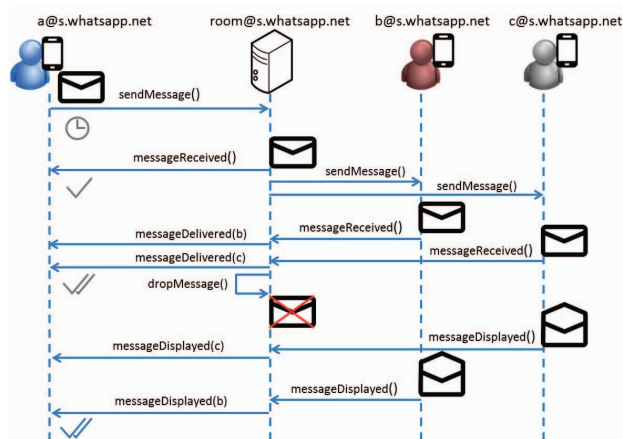 a@s.whatsapp.net room@s.whatsapp.net b@s.whatsapp.net c@s.whatsapp.net
sendMessage()
messageReceived()
sendMessage()
sendMessage()
messageReceived()
messageDelivered(b)
messageReceived()
messageDelivered(c)
dropMessage()
messageDisplayed()
messageDisplayed(c)
messageDisplayed()
messageDisplayed(b)